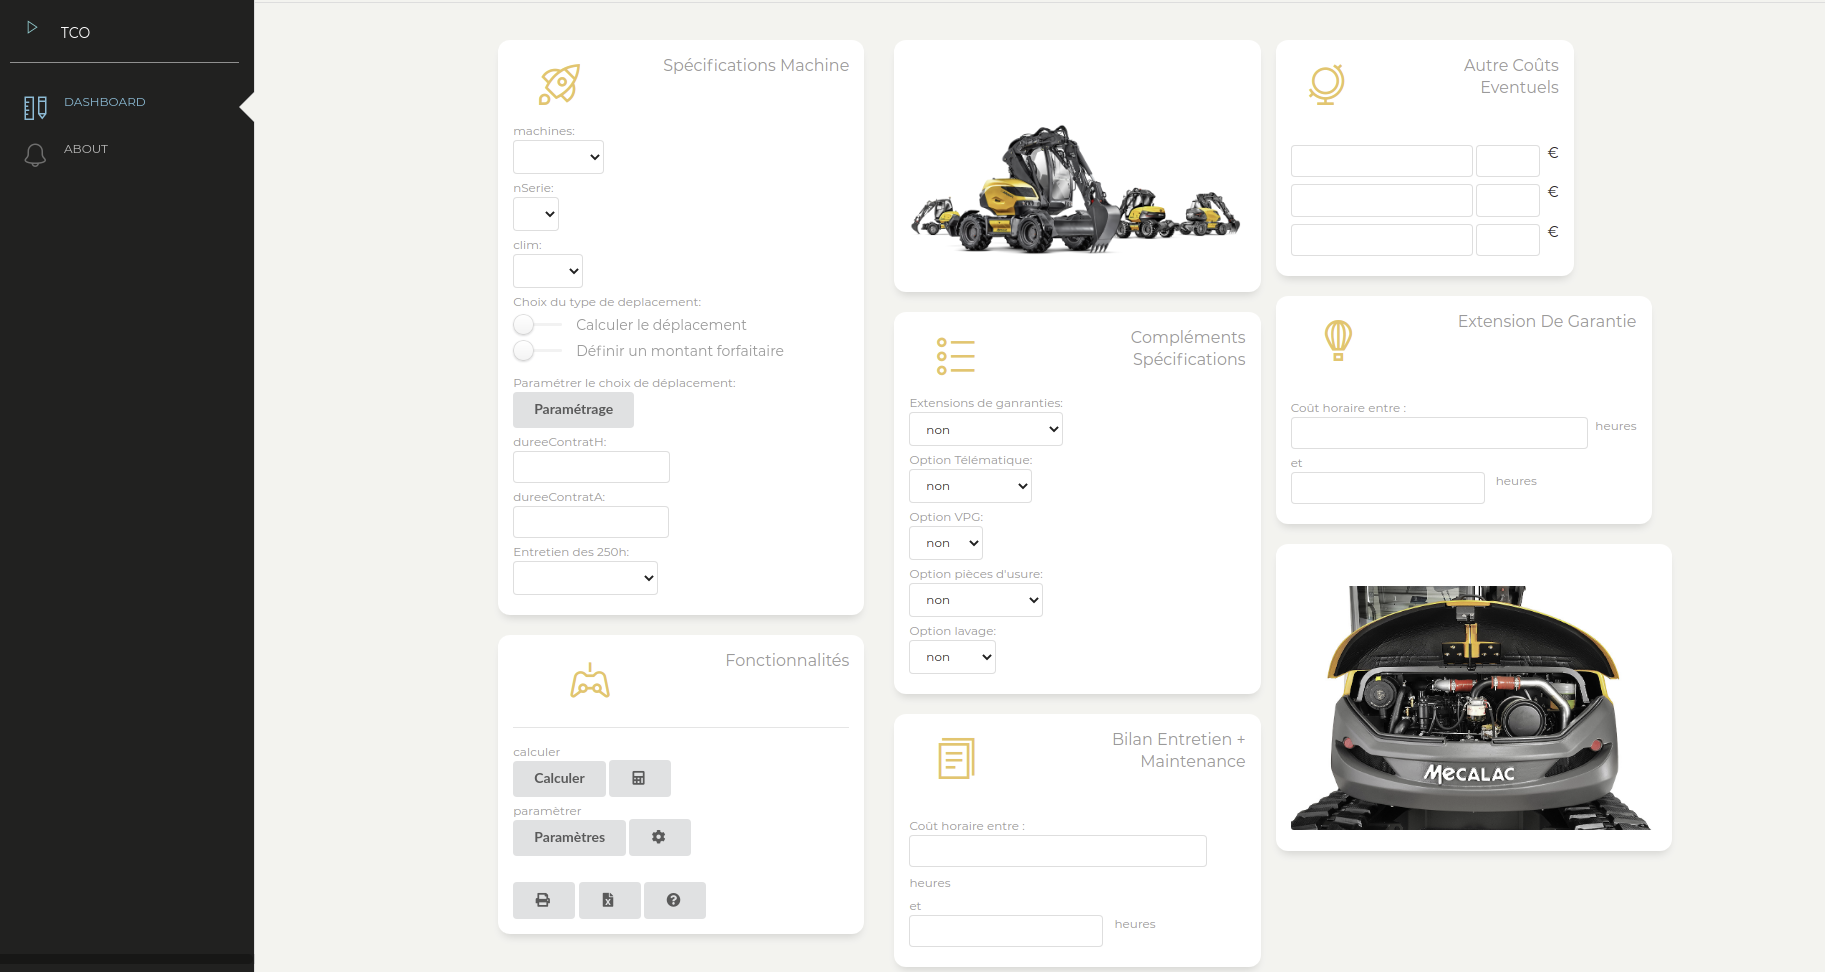 TCO
DASHBOARD
ABOUT
Spécifications Machine
machines:
nSerie:
clim:
Choix du type de deplacement:
Calculer le déplacement
Définir un montant forfaitaire
Paramétrer le choix de déplacement:
Paramétrage
dureeContratH:
dureeContratA:
Entretien des 250h:
Fonctionnalités
calculer
Calculer
paramètrer
Paramètres
Compléments
Spécifications
Extensions de ganranties:
non
Option Télématique:
non
Option VPG:
non
Option pièces d'usure:
non
Option lavage:
non
Bilan Entretien +
Maintenance
Coût horaire entre :
heures
et
heures
Autre Coûts
Eventuels
€
€
€
Extension De Garantie
Coût horaire entre :
heures
et
heures
MECALAC